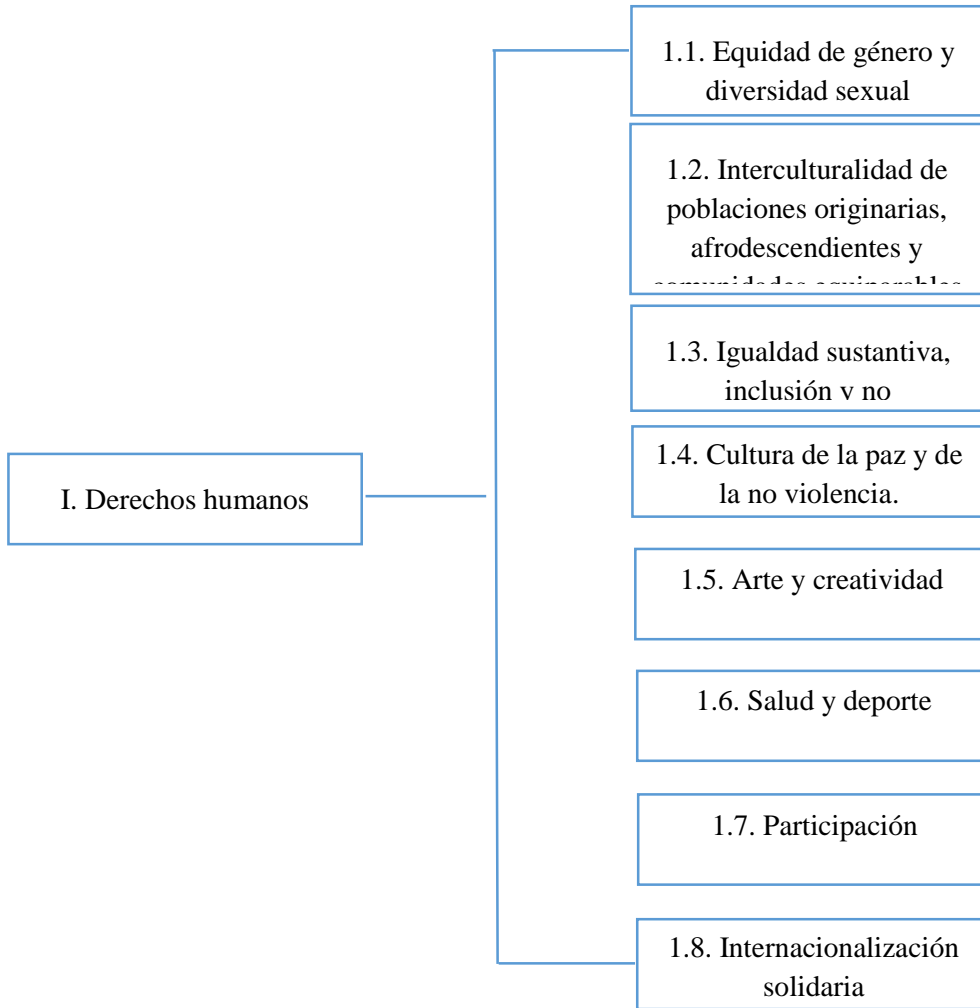 1.1. Equidad de género y
diversidad sexual
1.2. Interculturalidad de
poblaciones originarias,
afrodescendientes y
comunidades equiparables
1.3. Igualdad sustantiva,
inclusión y no
I. Derechos humanos
1.4. Cultura de la paz y de
la no violencia.
1.5. Arte y creatividad
1.6. Salud y deporte
1.7. Participación
1.8. Internacionalización
solidaria